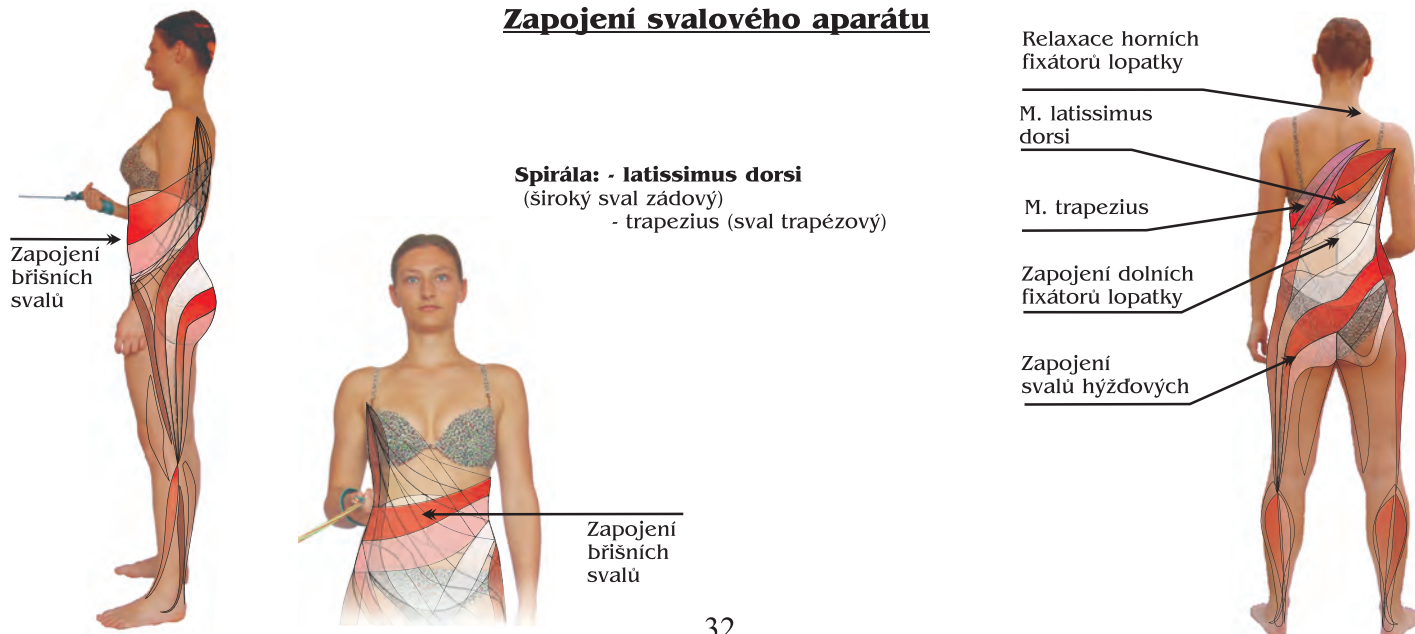 Zapojení svalového aparátu
Zapojení
břišních
svalů
Spirála: - latissimus dorsi
(široký sval zádový)
- trapezius (sval trapézový)
Zapojení
břišních
svalů
Relaxace horních
fixátorů lopatky
M. latissimus
dorsi
M. trapezius
Zapojení dolních
fixátorů lopatky
Zapojení
svalů hýžďových
32